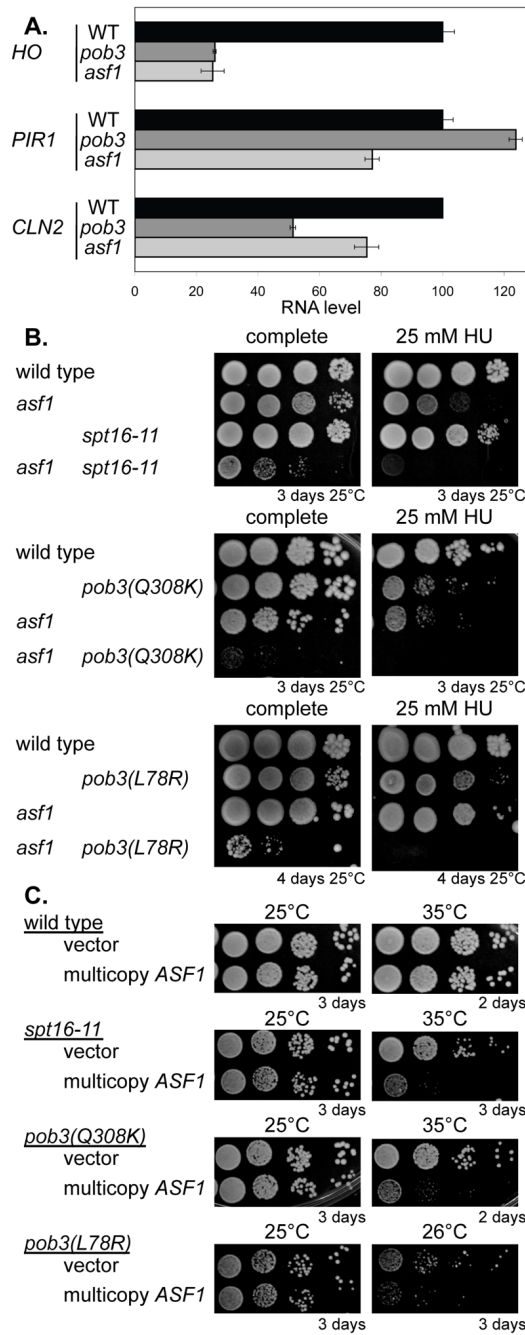 A.
HO
WT
pob3
asf1
PIR1
WT
pob3
asf1
CLN2
WT
pob3
asf1
0 20 40 60 80 100 120
RNA level
B.
complete 25 mM HU
wild type
asf1
spt16-11
asf1 spt16-11
3 days 25°C 3 days 25°C
complete 25 mM HU
wild type
pob3(Q308K)
asf1
asf1 pob3(Q308K)
3 days 25°C 3 days 25°C
complete 25 mM HU
wild type
pob3(L78R)
asf1
asf1 pob3(L78R)
4 days 25°C 4 days 25°C
C.
25°C 35°C
wild type
vector
multicopy ASF1
3 days 2 days
25°C 35°C
spt16-11
vector
multicopy ASF1
3 days 3 days
25°C 35°C
pob3(Q308K)
vector
multicopy ASF1
3 days 2 days
25°C 26°C
pob3(L78R)
vector
multicopy ASF1
3 days 3 days